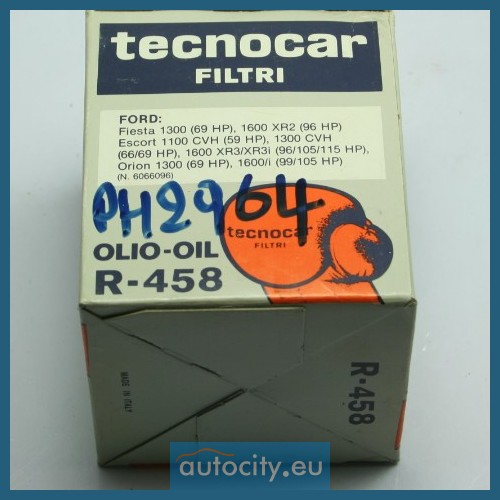 tecnocar
FILTRI
FORD:
Fiesta 1300 (69 HP), 1600 XR2 (96 HP)
Escort 1100 CVH (59 HP), 1300 CVH
(66/69 HP), 1600 XR3/XR3i (96/105/115 HP),
Orion 1300 (69 HP), 1600/i (99/105 HP)
(N. 6066096)
PH2964
tecnocar
FILTRI
OLIO-OIL
R-458
MADE IN ITALY
R-458
autocity.eu